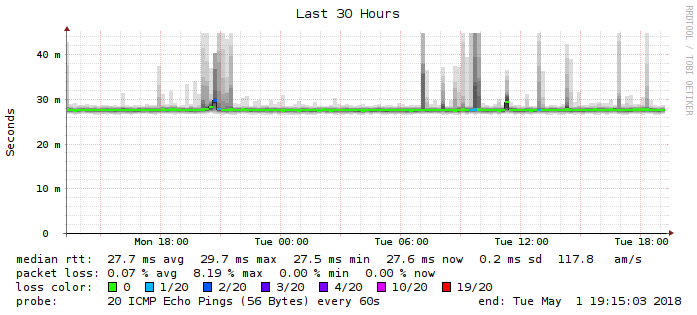 Last 30 Hours
RRDTOOL / TOBI OETIKER
Seconds
40 m
30 m
20 m
10 m
0
Mon 18:00 Tue 00:00 Tue 06:00 Tue 12:00 Tue 18:00
median rtt: 27.7 ms avg 29.7 ms max 27.5 ms min 27.6 ms now 0.2 ms sd 117.8 am/s
packet loss: 0.07 % avg 8.19 % max 0.00 % min 0.00 % now
loss color: 0 1/20 2/20 3/20 4/20 10/20 19/20
probe: 20 ICMP Echo Pings (56 Bytes) every 60s end: Tue May 1 19:15:03 2018